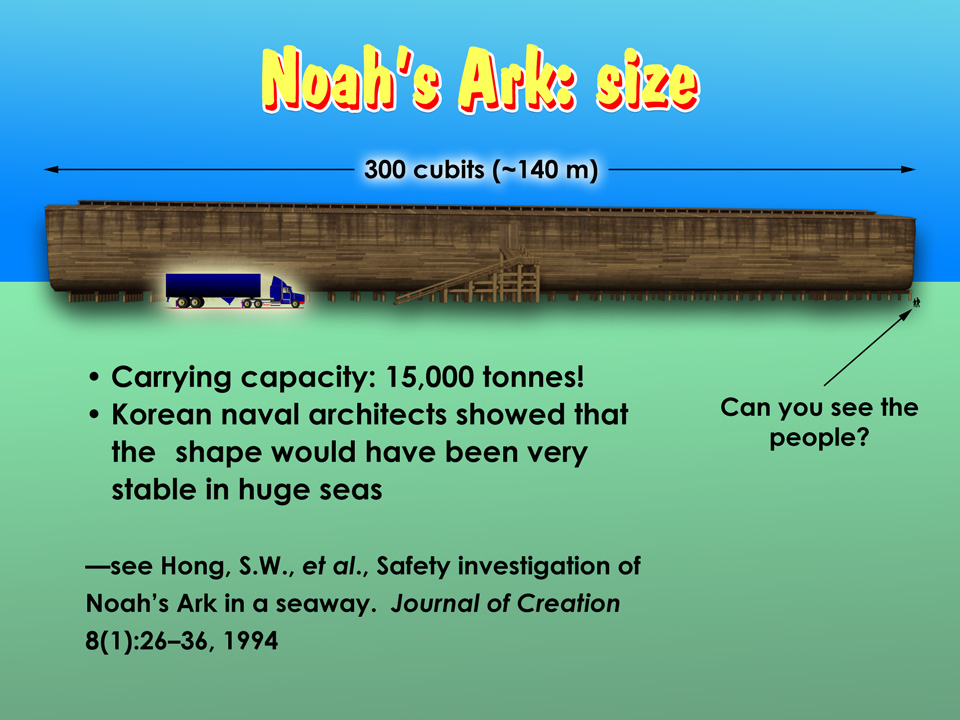 Noah's Ark: size
300 cubits (~140 m)
• Carrying capacity: 15,000 tonnes!
• Korean naval architects showed that
the shape would have been very
stable in huge seas
Can you see the
people?
—see Hong, S.W., et al., Safety investigation of
Noah's Ark in a seaway. Journal of Creation
8(1):26–36, 1994